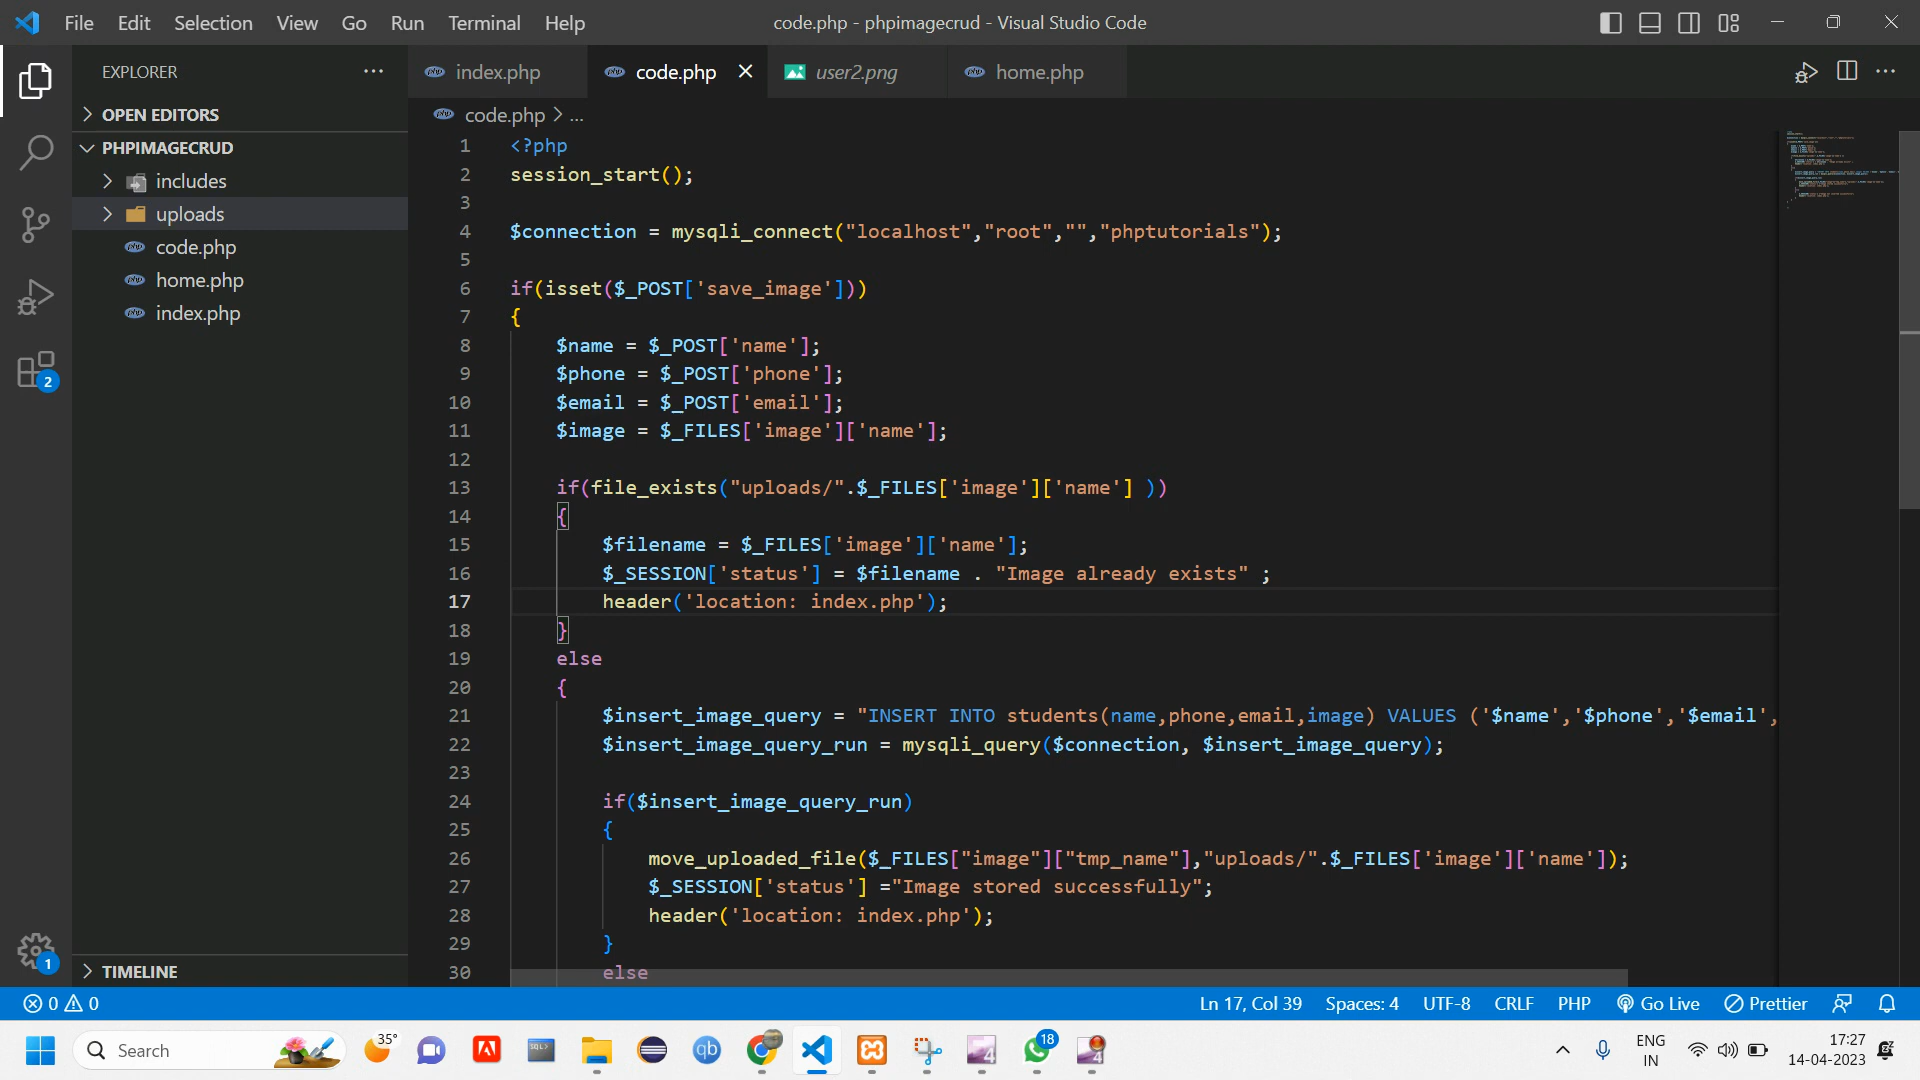 File Edit Selection View Go Run Terminal Help
code.php - phpimagecrud - Visual Studio Code
EXPLORER
OPEN EDITORS
PHPIMAGECRUD
includes
uploads
code.php
home.php
index.php
TIMELINE
index.php code.php user2.png home.php
code.php > ...
1 <?php
2 session_start();
3
4 $connection = mysqli_connect("localhost","root","","phptutorials");
5
6 if(isset($_POST['save_image']))
7 {
8 $name = $_POST['name'];
9 $phone = $_POST['phone'];
10 $email = $_POST['email'];
11 $image = $_FILES['image']['name'];
12
13 if(file_exists("uploads/".$_FILES['image']['name'] ))
14 {
15 $filename = $_FILES['image']['name'];
16 $_SESSION['status'] = $filename . "Image already exists" ;
17 header('location: index.php');
18 }
19 else
20 {
21 $insert_image_query = "INSERT INTO students(name,phone,email,image) VALUES ('$name','$phone','$email',
22 $insert_image_query_run = mysqli_query($connection, $insert_image_query);
23
24 if($insert_image_query_run)
25 {
26 move_uploaded_file($_FILES["image"]["tmp_name"],"uploads/".$_FILES['image']['name']);
27 $_SESSION['status'] ="Image stored successfully";
28 header('location: index.php');
29 }
30 else
2
1
0 0
Ln 17, Col 39 Spaces: 4 UTF-8 CRLF PHP Go Live Prettier
Search
35°
SQL>
qb
4
18
4
ENG
IN
17:27
14-04-2023